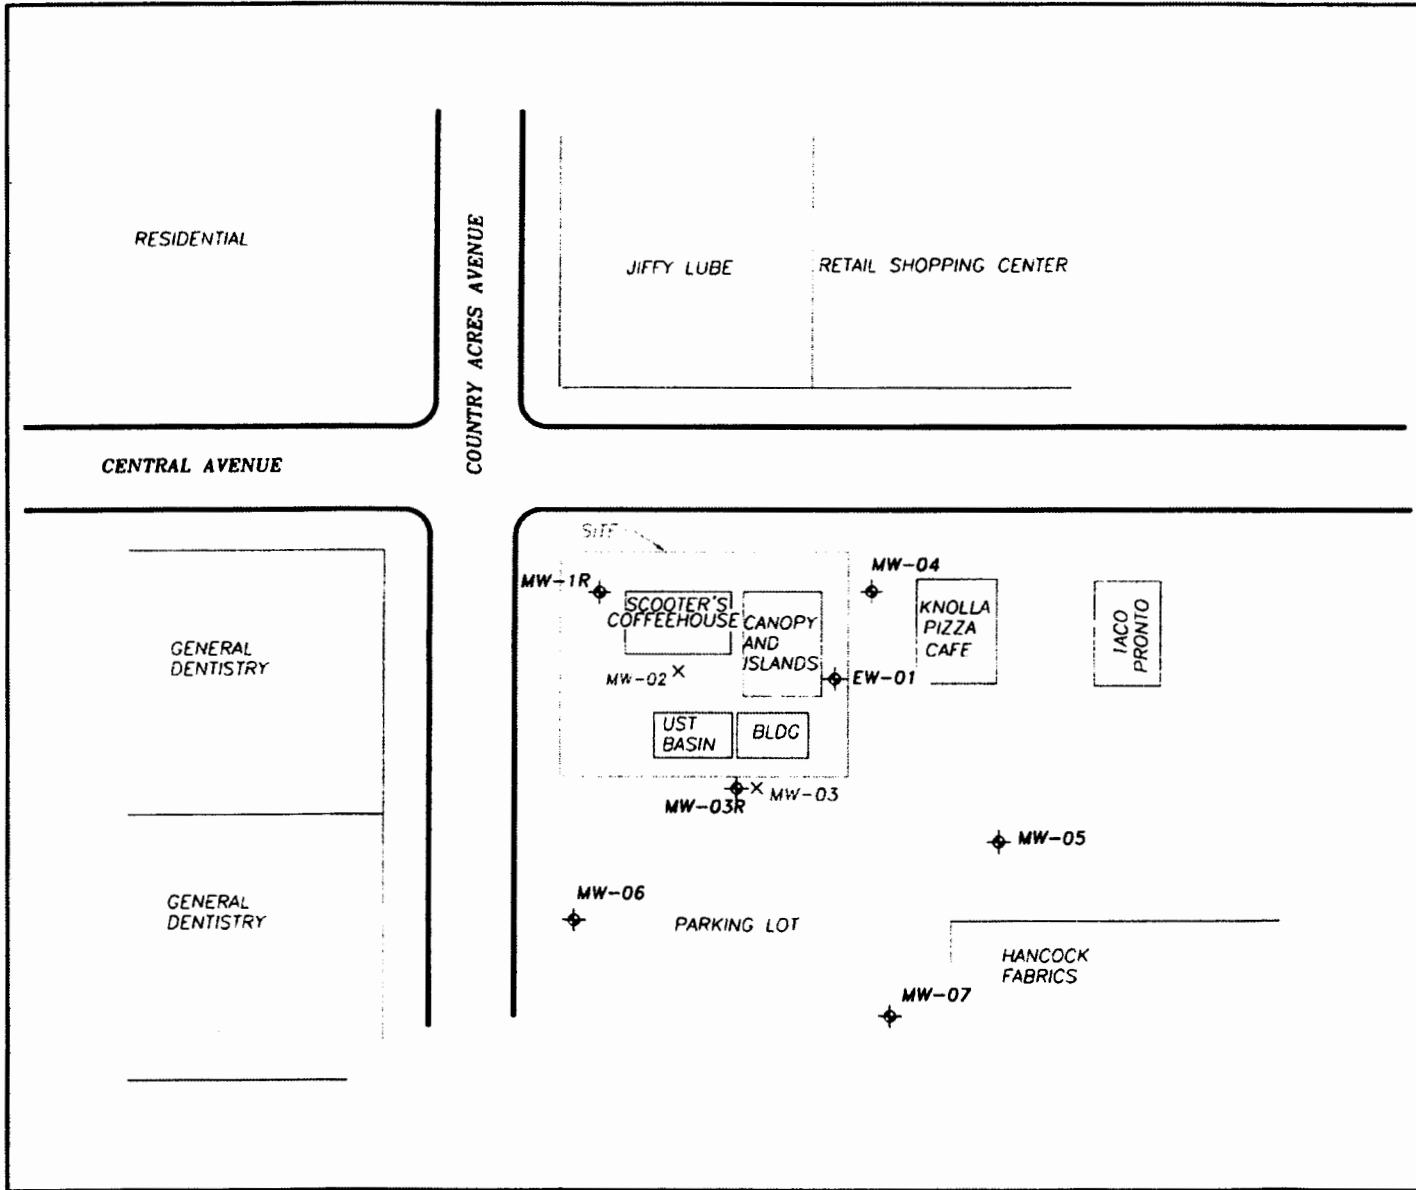 RESIDENTIAL
COUNTRY ACRES AVENUE
JIFFY LUBE
RETAIL SHOPPING CENTER
CENTRAL AVENUE
SITE
MW-1R
SCOOTER'S
COFFEEHOUSE
CANOPY
AND
ISLANDS
MW-04
KNOLLA
PIZZA
CAFE
TACO
PRONTO
GENERAL
DENTISTRY
MW-02
EW-01
UST
BASIN
BLDG
MW-03R
MW-03
MW-05
GENERAL
DENTISTRY
MW-06
PARKING LOT
HANCOCK
FABRICS
MW-07